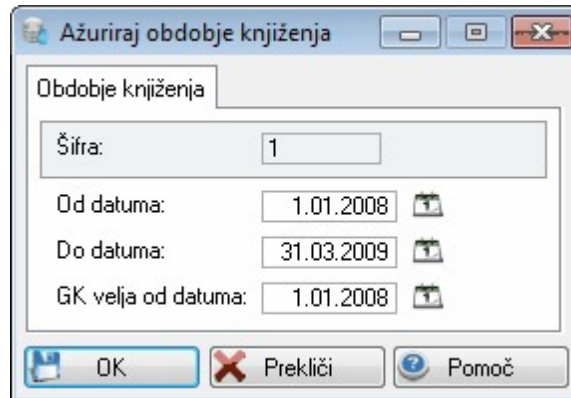 Ažuriraj obdobje knjiženja
Obdobje knjiženja
Šifra: 1
Od datuma: 1.01.2008
Do datuma: 31.03.2009
GK velja od datuma: 1.01.2008
OK Prekliči Pomoč